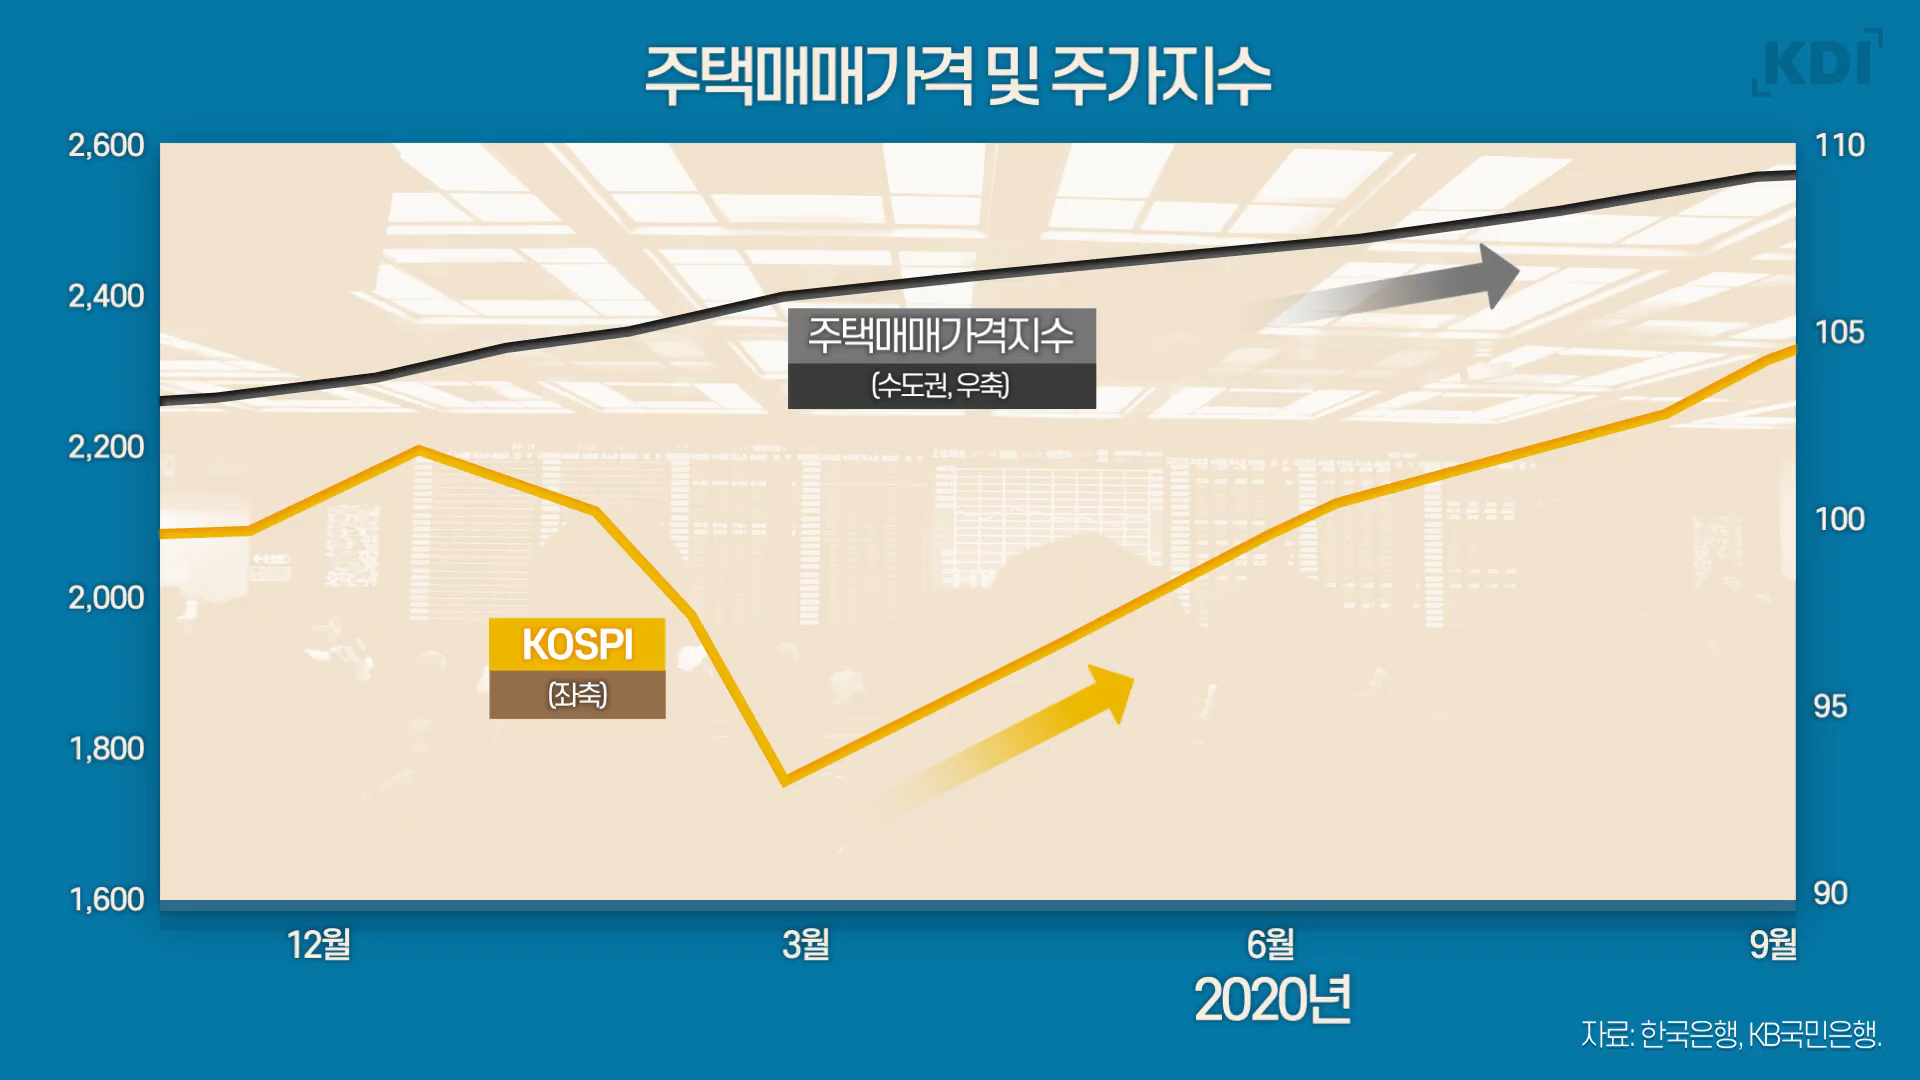 주택매매가격 및 주가지수
KDI
2,600
2,400
2,200
2,000
1,800
1,600
110
105
100
95
90
주택매매가격지수
(수도권, 우축)
KOSPI
(좌축)
12월
3월
6월
9월
2020년
자료: 한국은행, KB국민은행.